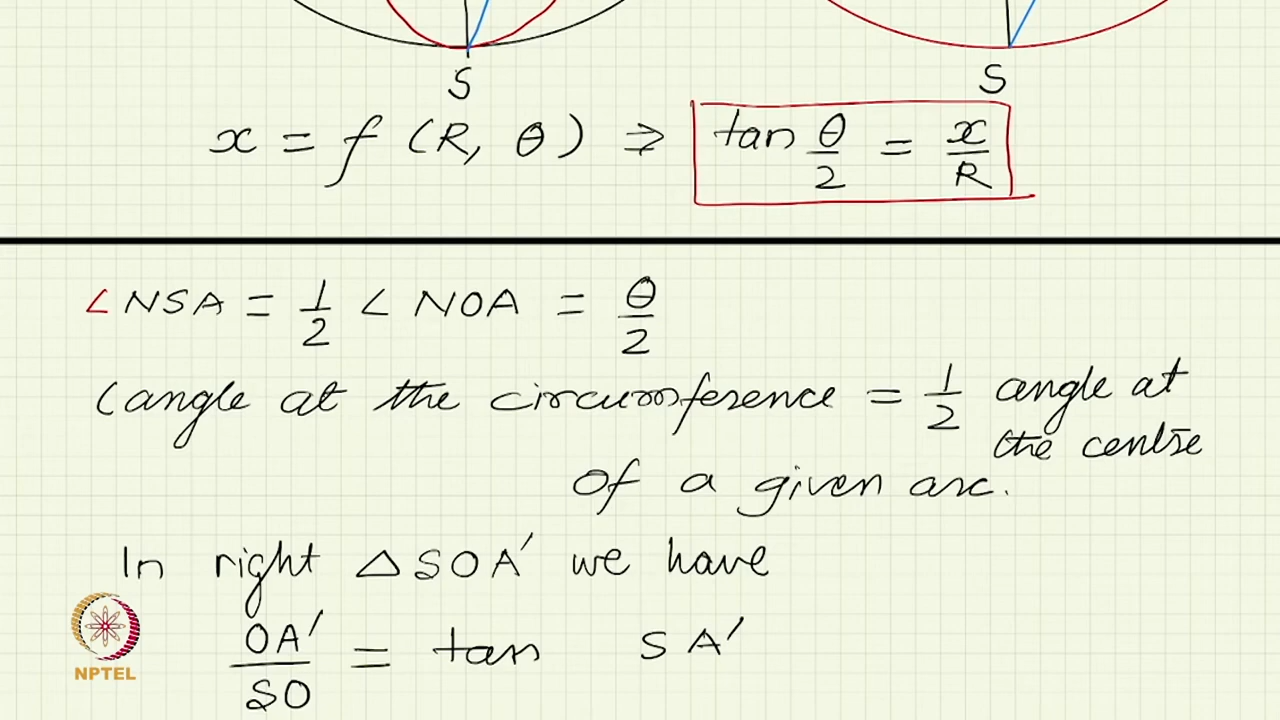 S S
x = f (R, θ) ⇒ tan θ/2 = x/R
∠NSA = 1/2 ∠ NOA = θ/2
(angle at the circumference = 1/2 angle at
the centre
of a given arc.
In right △SOA' we have
OA'/SO = tan SA'
NPTEL